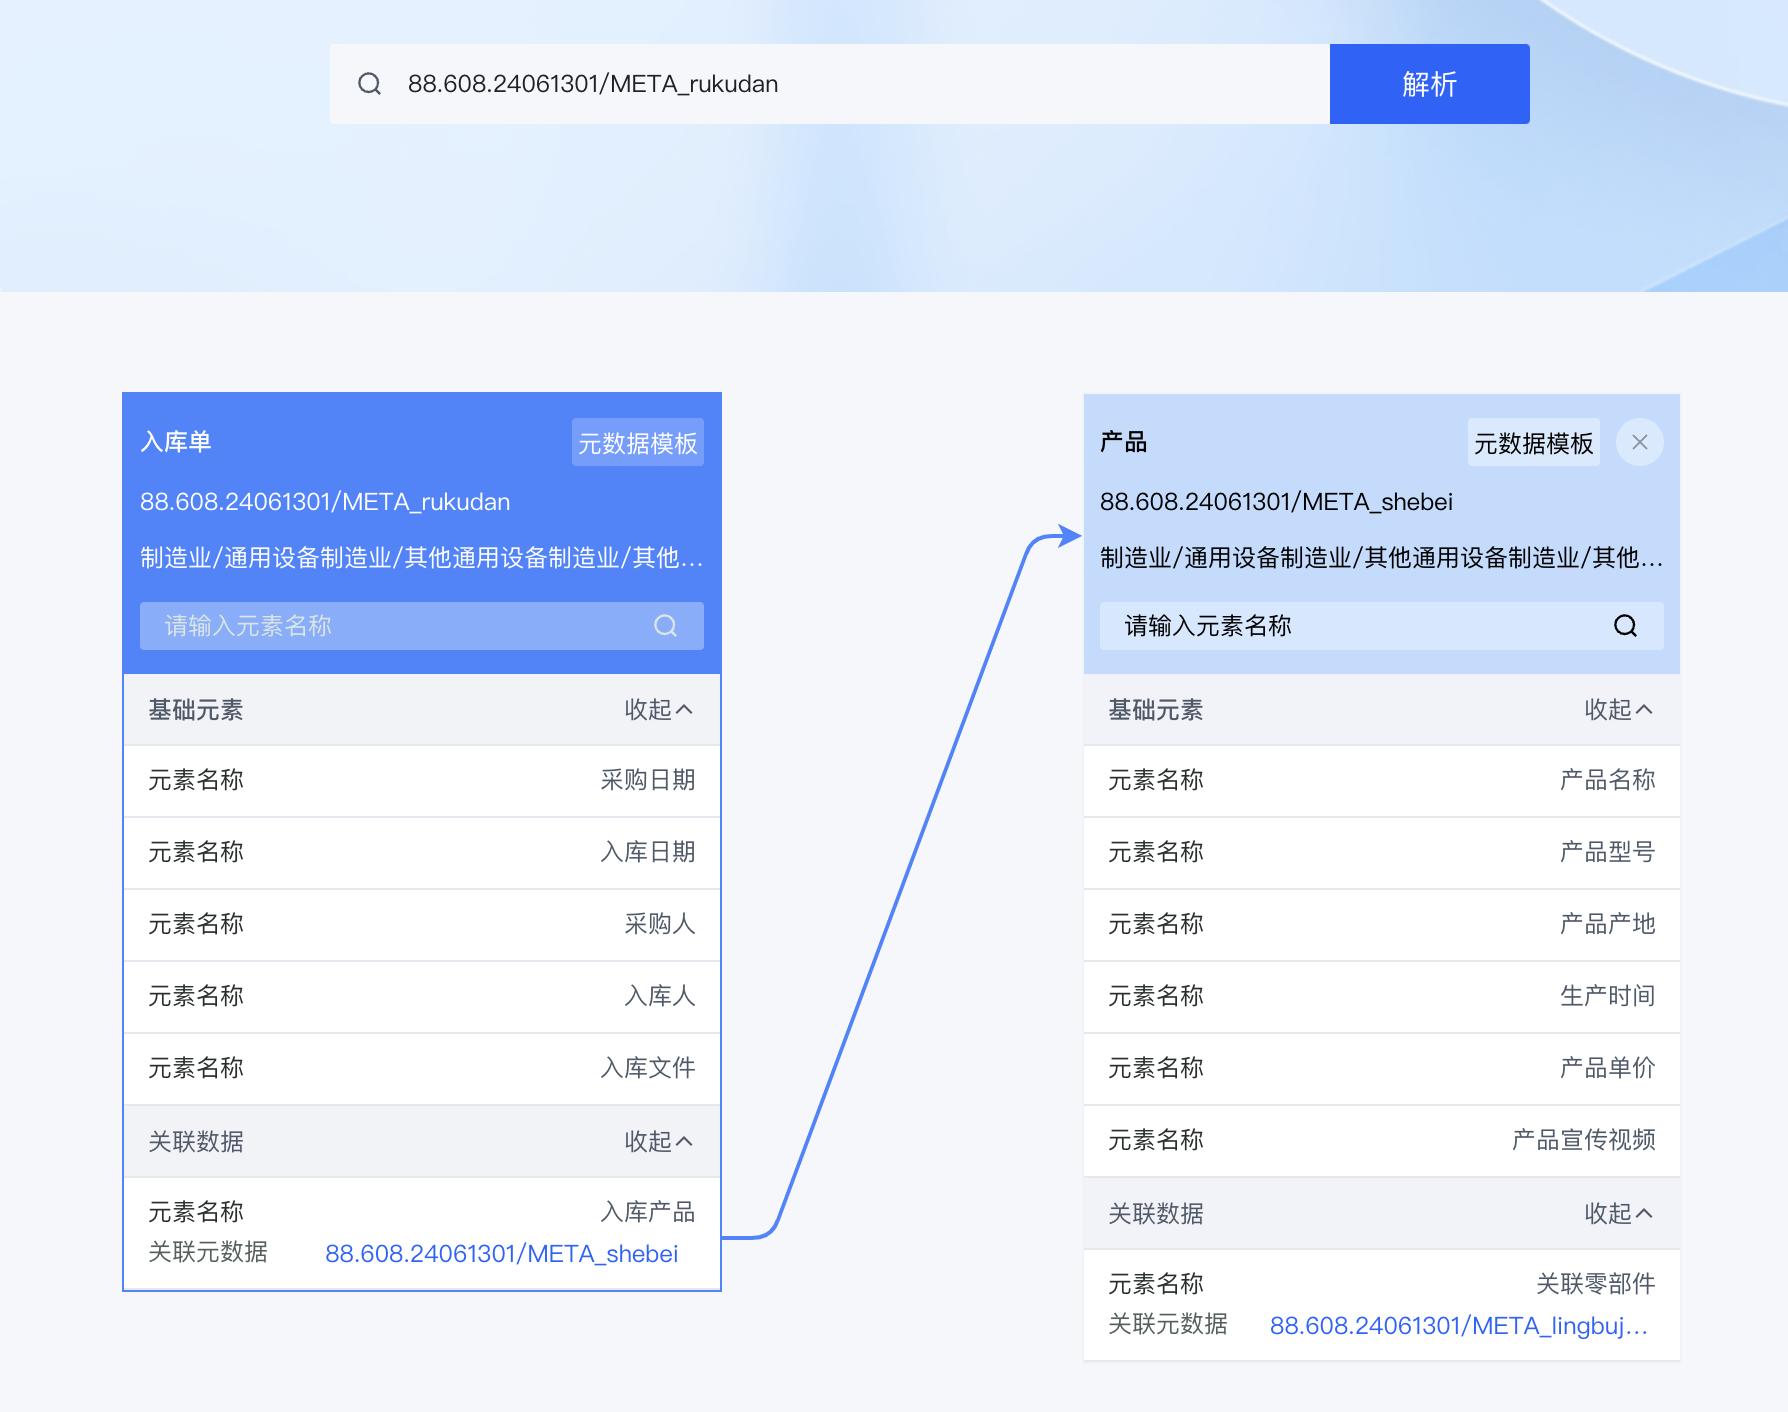 88.608.24061301/META_rukudan
解析
入库单
元数据模板
88.608.24061301/META_rukudan
制造业/通用设备制造业/其他通用设备制造业/其他...
请输入元素名称
基础元素 收起
元素名称 采购日期
元素名称 入库日期
元素名称 采购人
元素名称 入库人
元素名称 入库文件
关联数据 收起
元素名称 入库产品
关联元数据 88.608.24061301/META_shebei
产品
元数据模板
88.608.24061301/META_shebei
制造业/通用设备制造业/其他通用设备制造业/其他...
请输入元素名称
基础元素 收起
元素名称 产品名称
元素名称 产品型号
元素名称 产品产地
元素名称 生产时间
元素名称 产品单价
元素名称 产品宣传视频
关联数据 收起
元素名称 关联零部件
关联元数据 88.608.24061301/META_lingbuj...